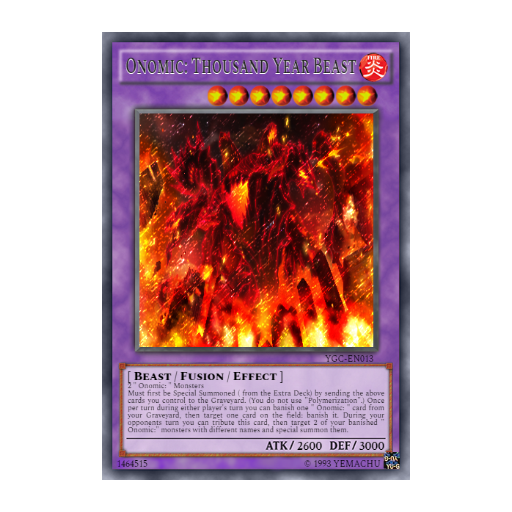 Onomic: Thousand Year Beast
FIRE
炎
YGC-EN013
[ Beast / Fusion / Effect ]
2 " Onomic: " Monsters
Must first be Special Summoned ( from the Extra Deck) by sending the above
cards you control to the Graveyard. (You do not use "Polymerization".) Once
per turn during either player's turn you can banish one " Onomic: " card from
your Graveyard, then target one card on the field: banish it. During your
opponents turn you can tribute this card, then target 2 of your banished "
Onomic:" monsters with different names and special summon them.
ATK / 2600 DEF / 3000
1464515
© 1993 YEMACHU